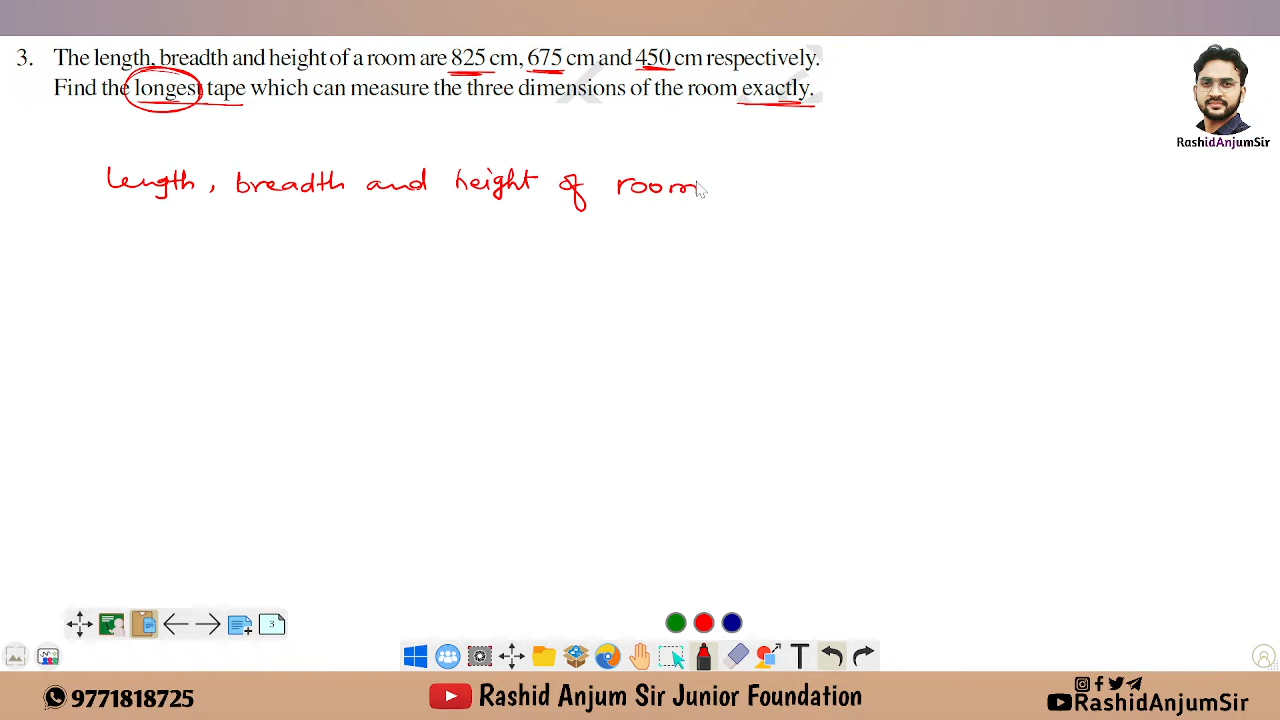 3. The length, breadth and height of a room are 825 cm, 675 cm and 450 cm respectively.
Find the longest tape which can measure the three dimensions of the room exactly.
RashidAnjumSir
length, breadth and height of room
3
T
9771818725
Rashid Anjum Sir Junior Foundation
RashidAnjumSir